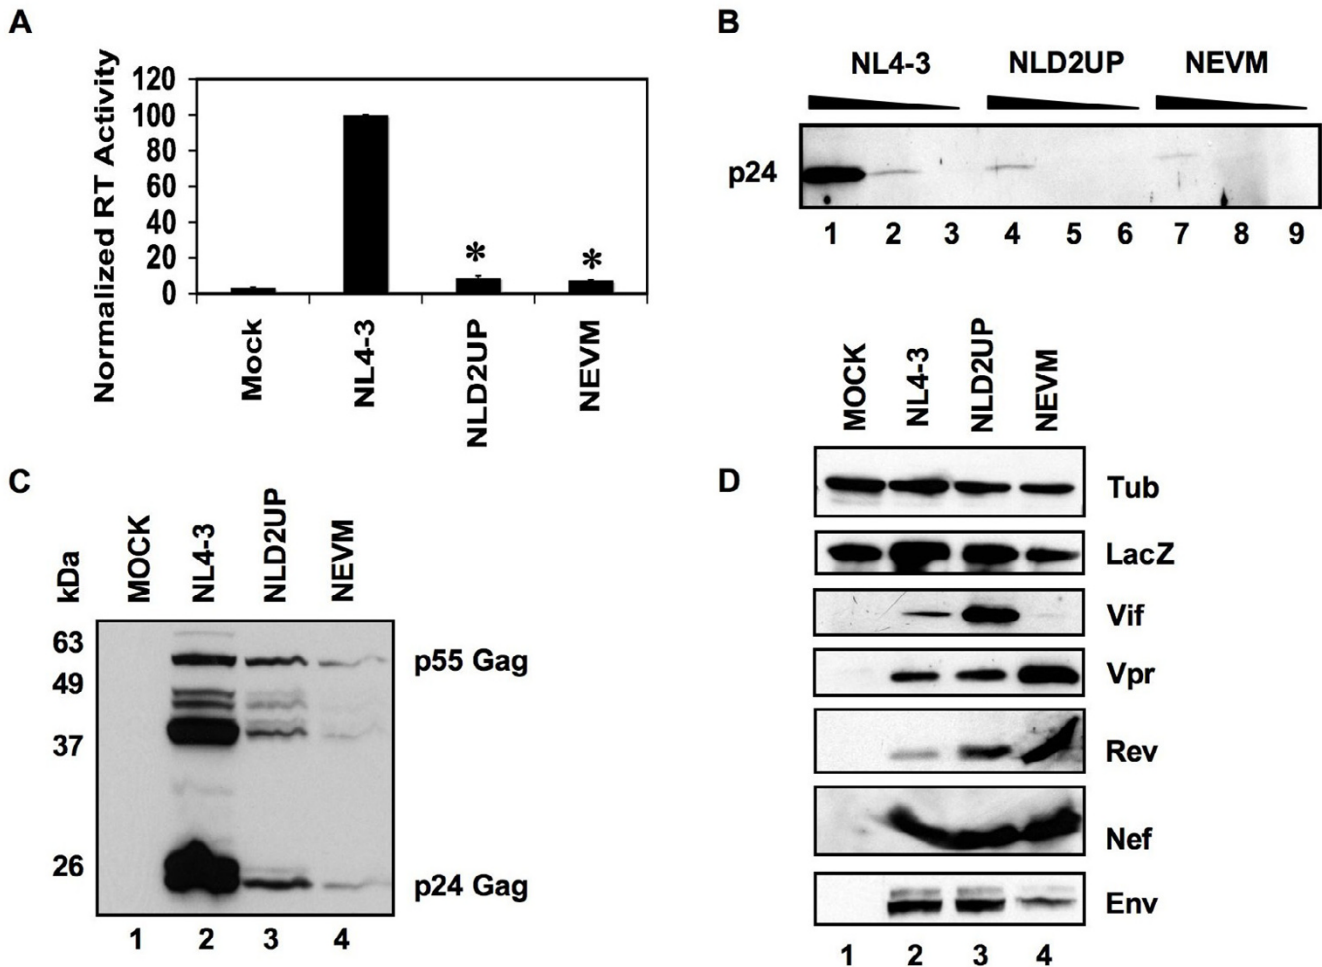 A
Normalized RT Activity
120
100
80
60
40
20
0
*
*
Mock
NL4-3
NLD2UP
NEVM
B
NL4-3 NLD2UP NEVM
p24
1 2 3 4 5 6 7 8 9
C
kDa
MOCK
NL4-3
NLD2UP
NEVM
63
49
37
26
p55 Gag
p24 Gag
1 2 3 4
D
MOCK
NL4-3
NLD2UP
NEVM
Tub
LacZ
Vif
Vpr
Rev
Nef
Env
1 2 3 4